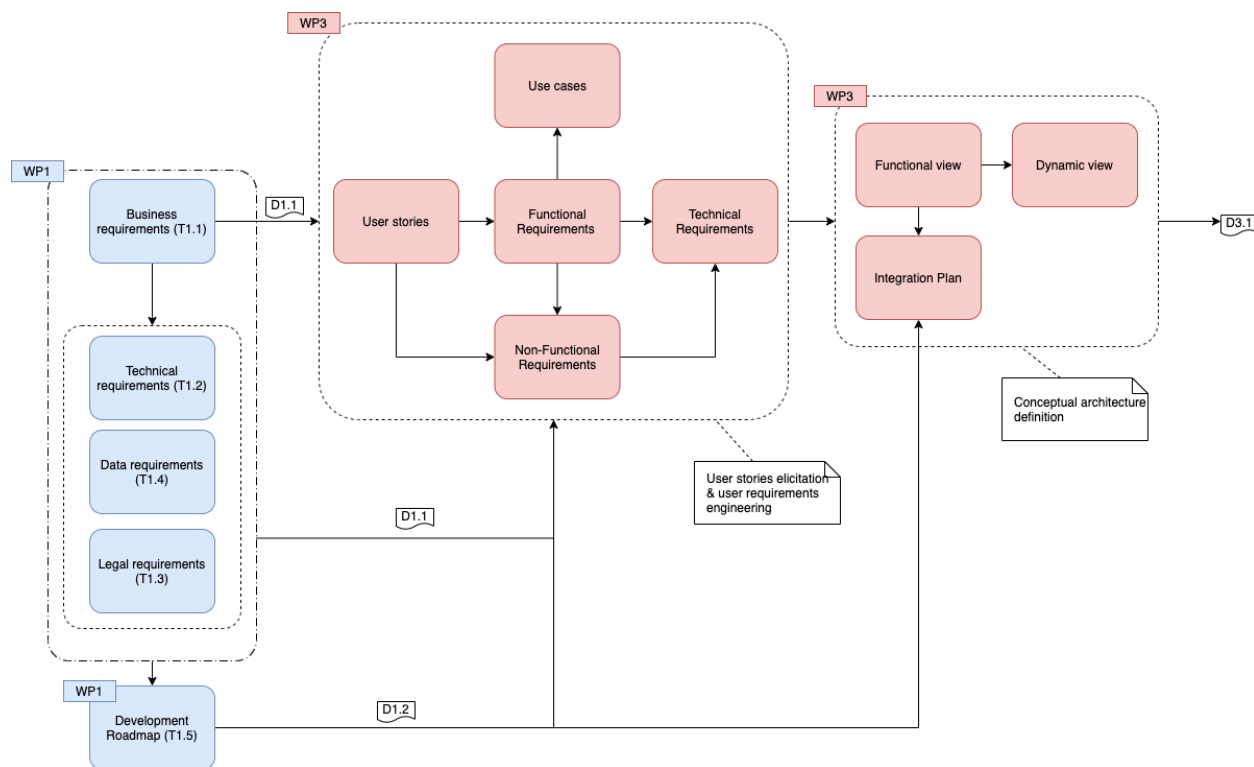 WP3
Use cases
WP3
Functional view
Dynamic view
WP1
Business
requirements (T1.1)
D1.1
User stories
Functional
Requirements
Technical
Requirements
D3.1
Integration Plan
Technical
requirements (T1.2)
Non-Functional
Requirements
Conceptual architecture
definition
Data requirements
(T1.4)
User stories elicitation
& user requirements
engineering
D1.1
Legal requirements
(T1.3)
WP1
D1.2
Development
Roadmap (T1.5)